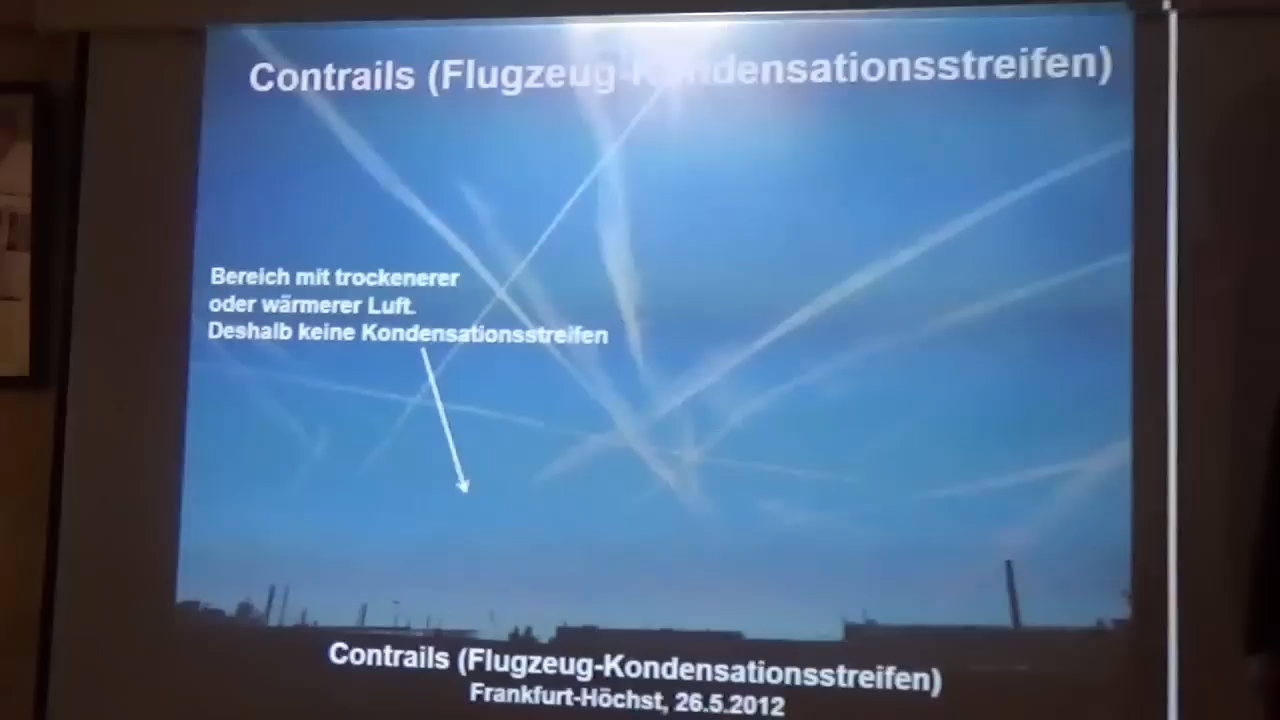 Contrails (Flugzeug-Kondensationsstreifen)
Bereich mit trockenerer
oder wärmerer Luft.
Deshalb keine Kondensationsstreifen
Contrails (Flugzeug-Kondensationsstreifen)
Frankfurt-Höchst, 26.5.2012